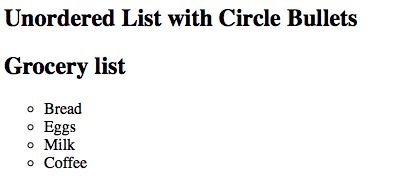 Unordered List with Circle Bullets
Grocery list
Bread
Eggs
Milk
Coffee